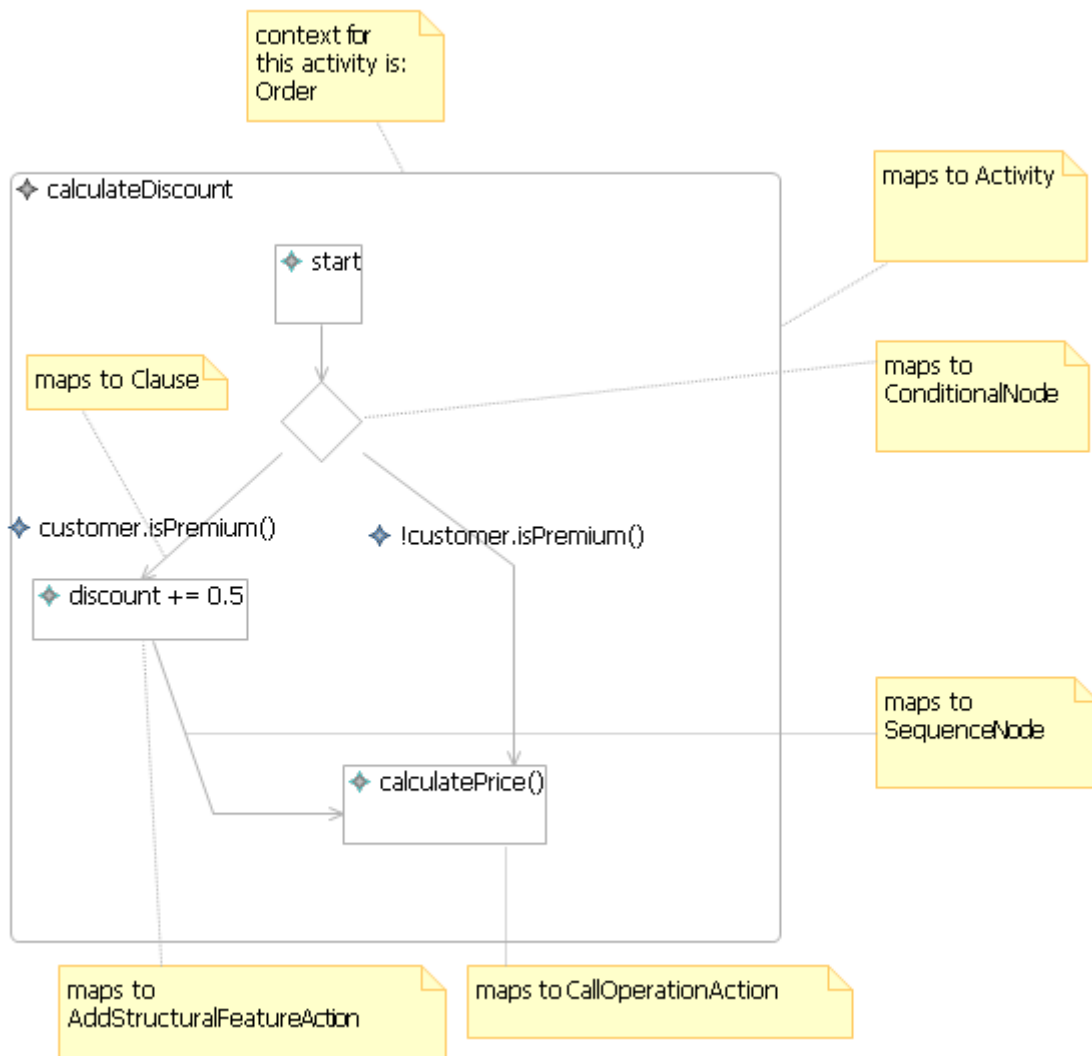 context for
this activity is:
Order
calculateDiscount
maps to Activity
start
maps to Clause
maps to
ConditionalNode
customer.isPremium()
!customer.isPremium()
discount += 0.5
maps to
SequenceNode
calculatePrice()
maps to
AddStructuralFeatureAction
maps to CallOperationAction